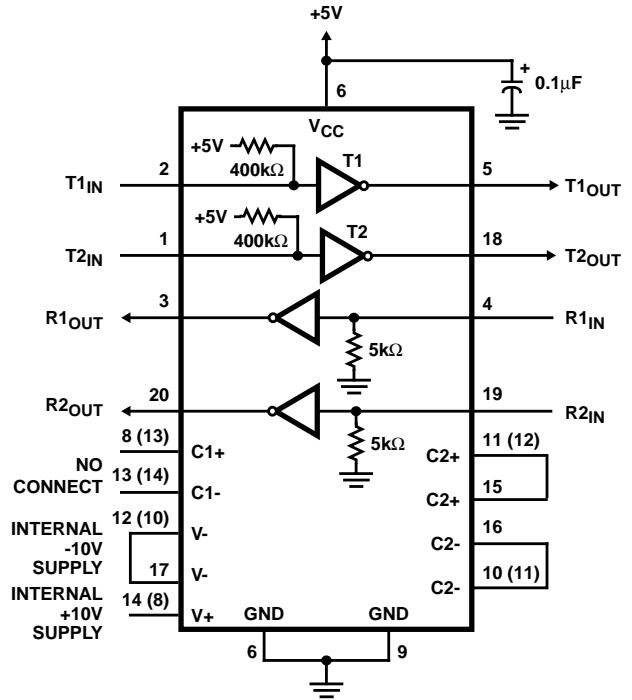 +5V
6
+
0.1µF
VCC
+5V
400kΩ
T1
T1IN
2
5
T1OUT
+5V
400kΩ
T2
T2IN
1
18
T2OUT
R1OUT
3
4
R1IN
5kΩ
R2OUT
20
19
R2IN
5kΩ
8 (13)
C1+
NO
CONNECT
13 (14)
C1-
11 (12)
C2+
C2+
15
INTERNAL
-10V
SUPPLY
12 (10)
V-
17
V-
16
C2-
C2-
10 (11)
INTERNAL
+10V
SUPPLY
14 (8)
V+
GND
GND
6
9